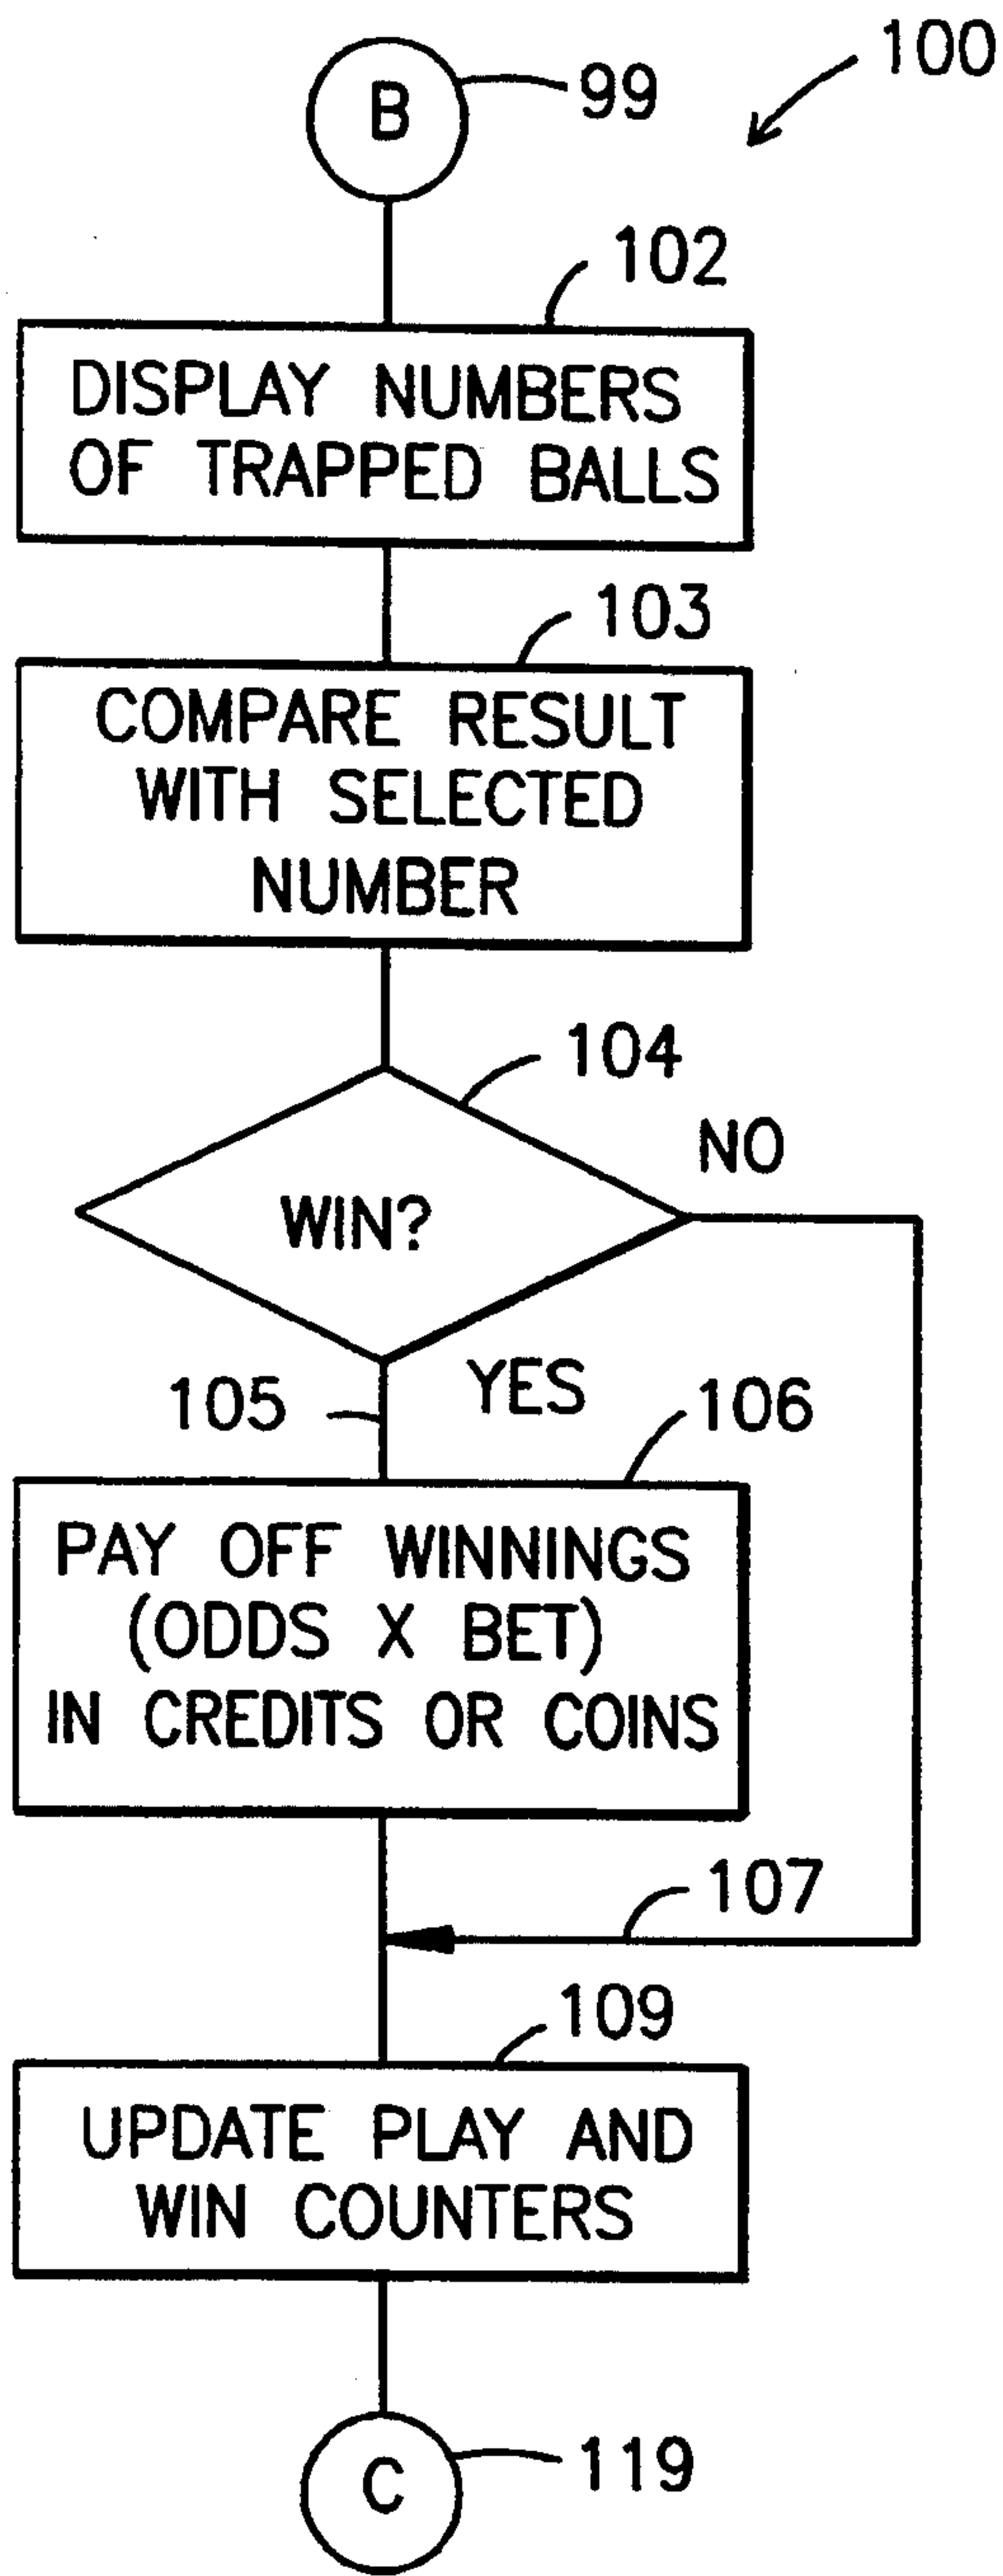 100
B
99
102
DISPLAY NUMBERS
OF TRAPPED BALLS
103
COMPARE RESULT
WITH SELECTED
NUMBER
104
NO
WIN?
YES
105
106
PAY OFF WINNINGS
(ODDS X BET)
IN CREDITS OR COINS
107
109
UPDATE PLAY AND
WIN COUNTERS
C
119